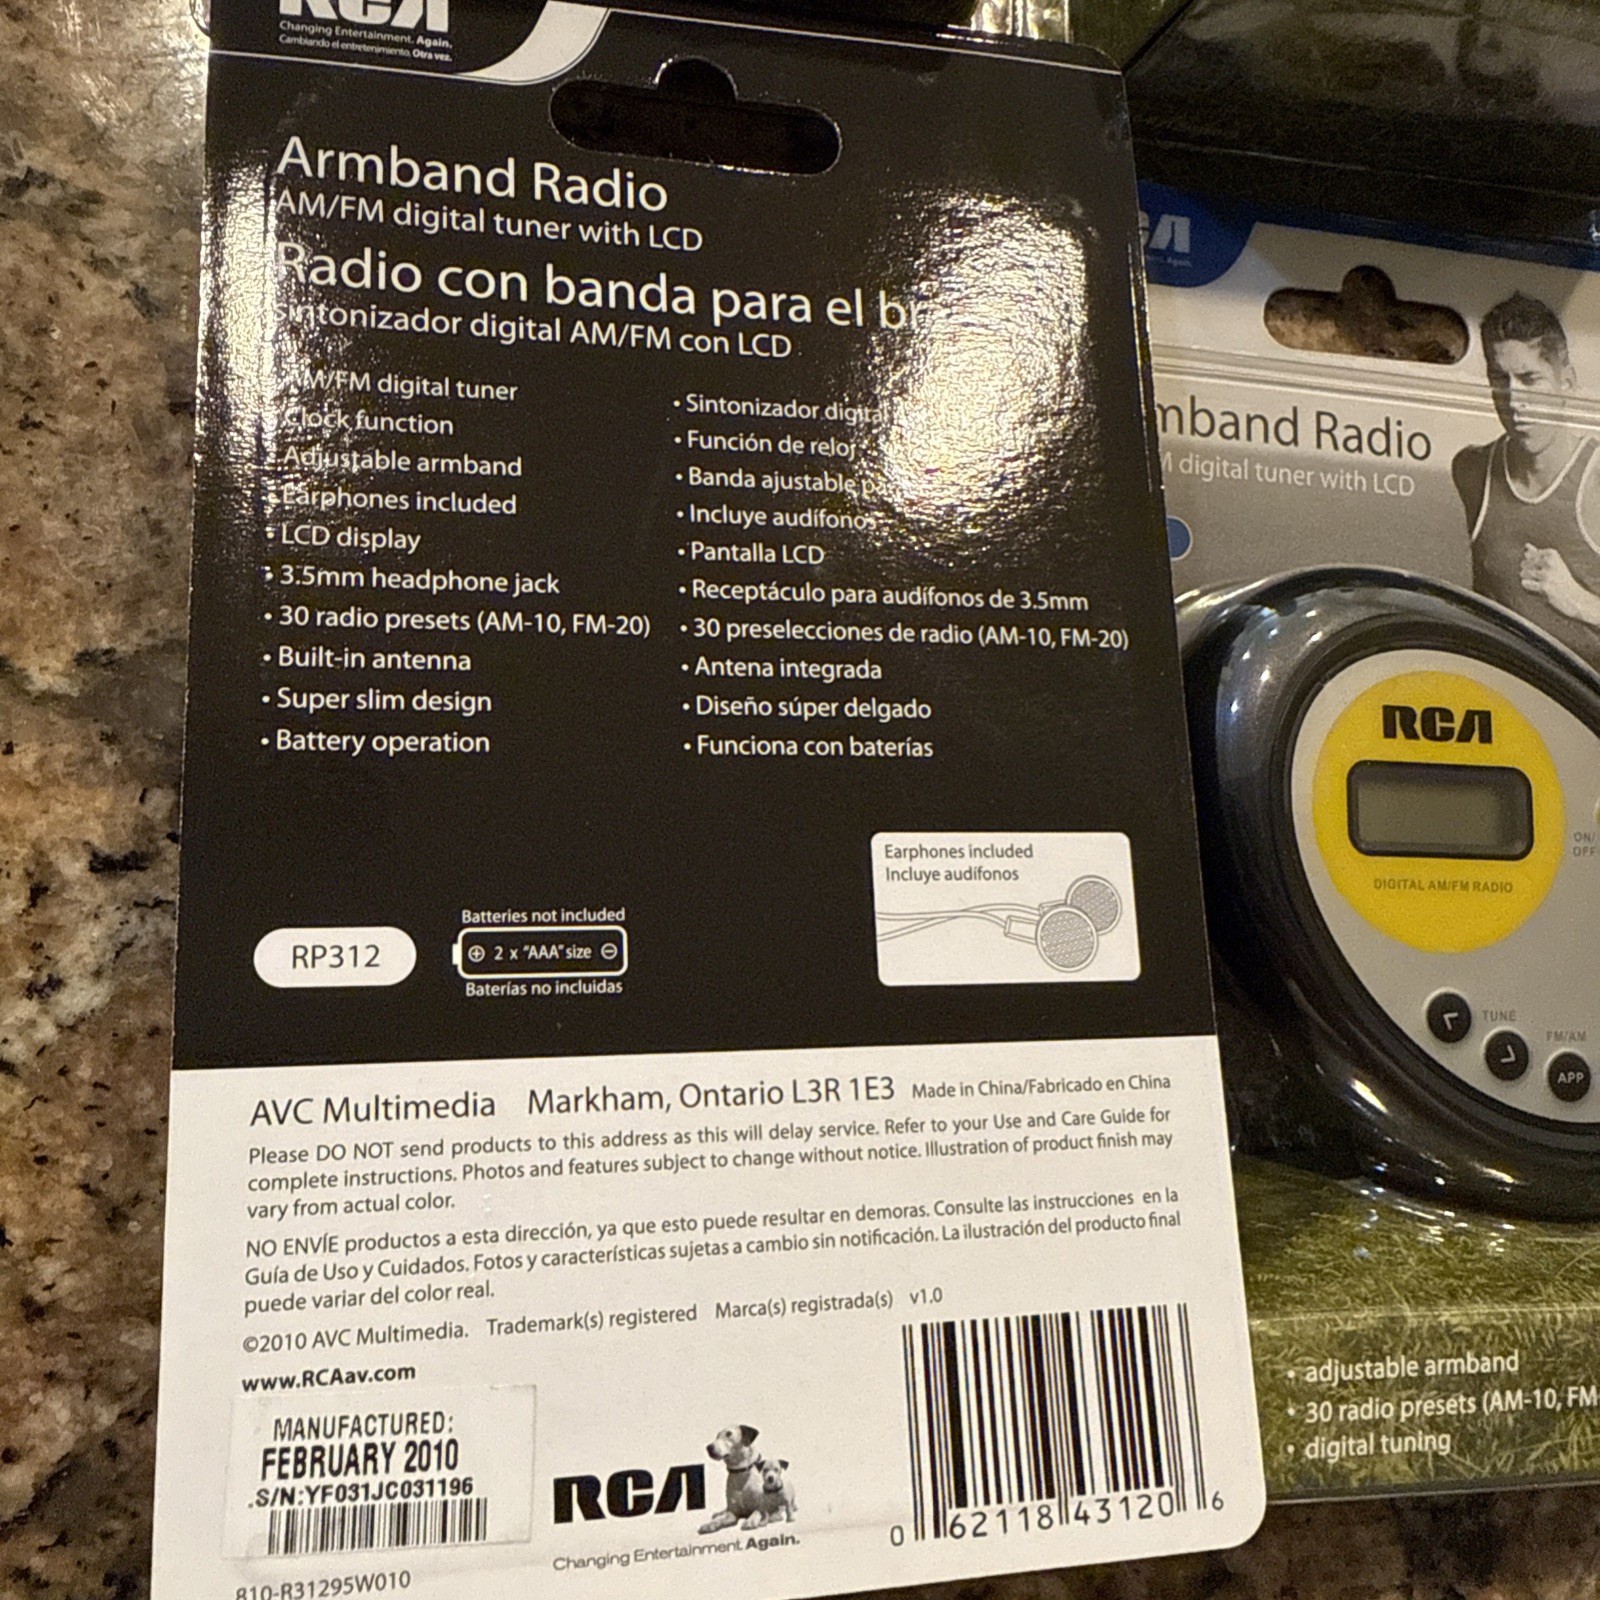 RCA
Changing Entertainment. Again.
Cambiando el entretenimiento. Otra vez.
Armband Radio
AM/FM digital tuner with LCD
Radio con banda para el br
Sintonizador digital AM/FM con LCD
AM/FM digital tuner
• Clock function
• Adjustable armband
• Earphones included
• LCD display
• 3.5mm headphone jack
• 30 radio presets (AM-10, FM-20)
• Built-in antenna
• Super slim design
• Battery operation
• Sintonizador digital
• Función de reloj
• Banda ajustable
• Incluye audífonos
• Pantalla LCD
• Receptáculo para audífonos de 3.5mm
• 30 preselecciones de radio (AM-10, FM-20)
• Antena integrada
• Diseño súper delgado
• Funciona con baterías
Earphones included
Incluye audífonos
RP312
Batteries not included
⊕ 2 x "AAA" size ⊖
Baterías no incluidas
AVC Multimedia Markham, Ontario L3R 1E3 Made in China/Fabricado en China
Please DO NOT send products to this address as this will delay service. Refer to your Use and Care Guide for
complete instructions. Photos and features subject to change without notice. Illustration of product finish may
vary from actual color.
NO ENVÍE productos a esta dirección, ya que esto puede resultar en demoras. Consulte las instrucciones en la
Guía de Uso y Cuidados. Fotos y características sujetas a cambio sin notificación. La ilustración del producto final
puede variar del color real.
©2010 AVC Multimedia. Trademark(s) registered Marca(s) registrada(s) v1.0
www.RCAav.com
MANUFACTURED:
FEBRUARY 2010
S/N:YF031JC031196
810-R31295W010
RCA
Changing Entertainment. Again.
0 62118 43120 6
CA
Again.
mband Radio
M digital tuner with LCD
RCA
DIGITAL AM/FM RADIO
ON/
OFF
TUNE
FM/AM
APP
• adjustable armband
• 30 radio presets (AM-10, FM-
• digital tuning